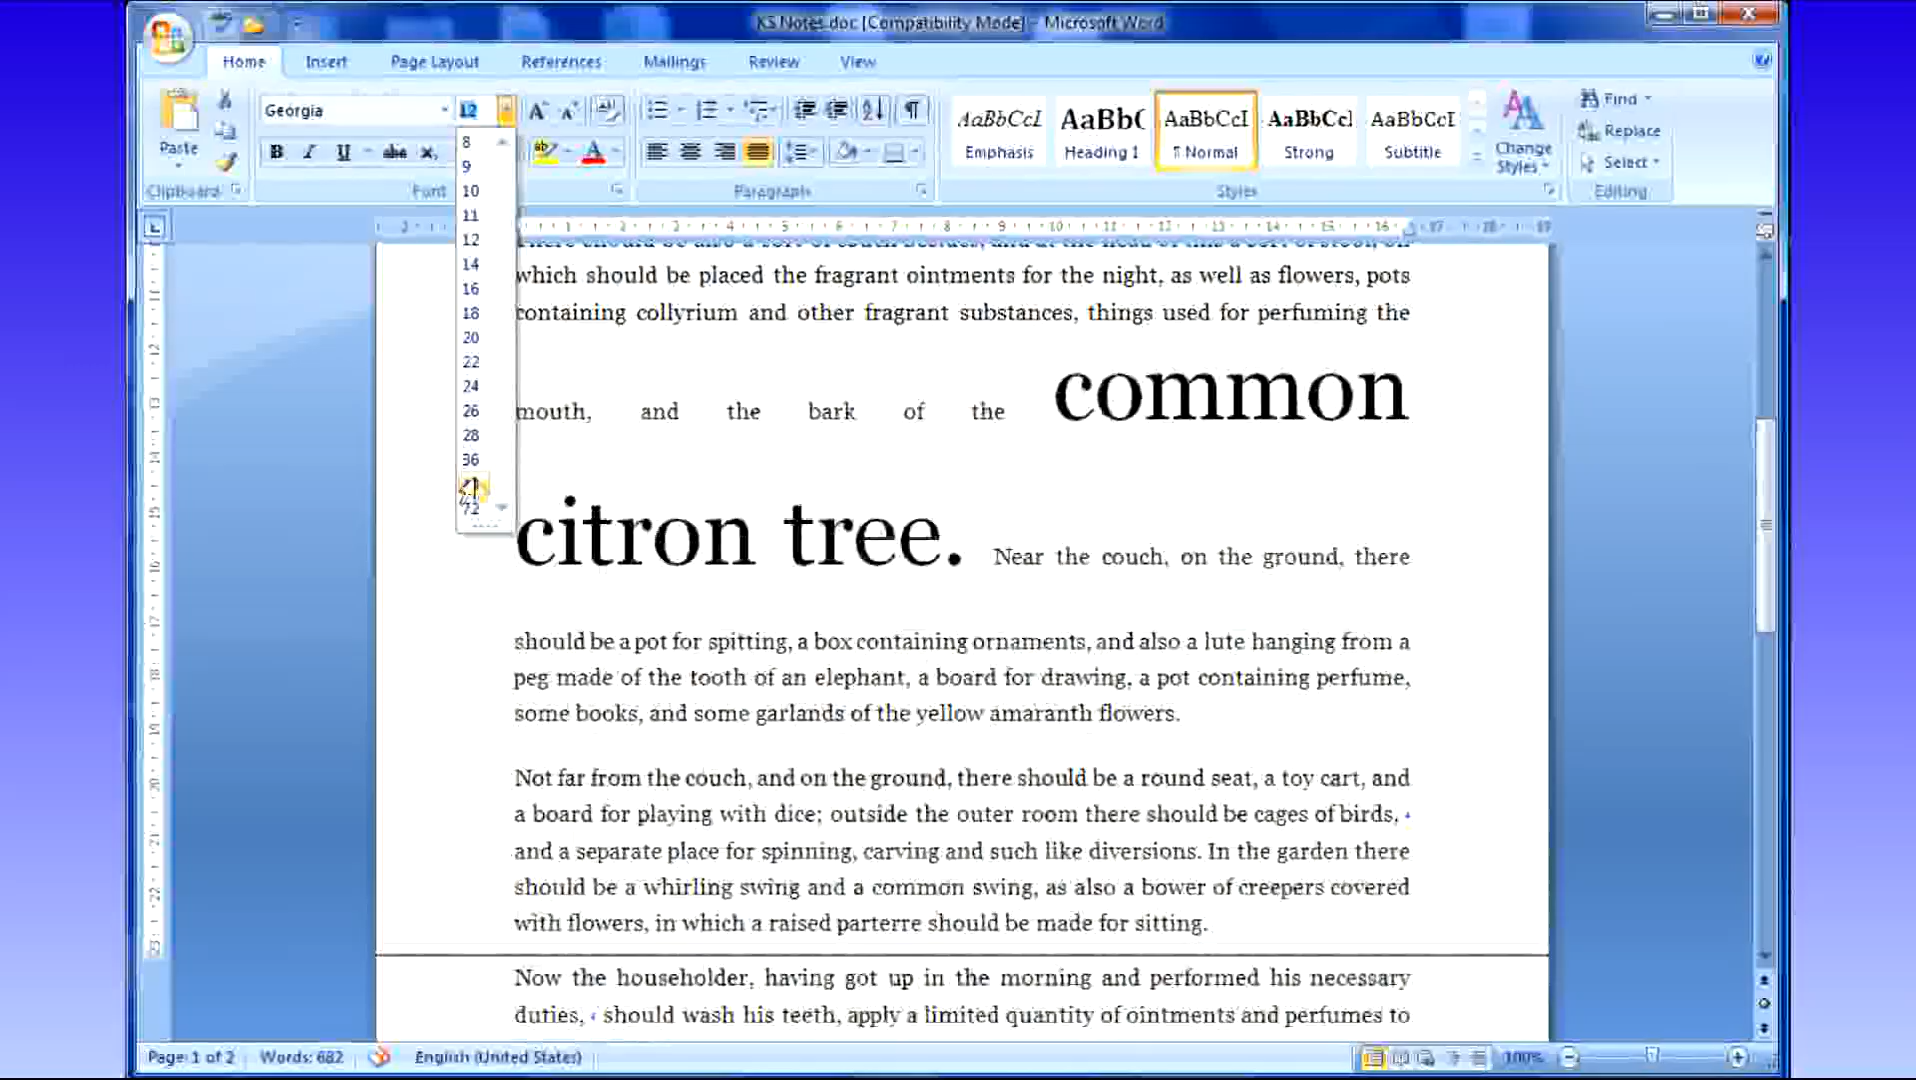 KS Notes.doc [Compatibility Mode] - Microsoft Word
Home Insert Page Layout References Mailings Review View
Georgia 12
Paste
B I U abc x,
AaBbCcI AaBbC AaBbCcI AaBbCcI AaBbCcI
Emphasis Heading 1 ¶ Normal Strong Subtitle
Change Styles
Find
Replace
Select
Clipboard Font Paragraph Styles Editing
8
9
10
11
12
14
16
18
20
22
24
26
28
36
72
which should be placed the fragrant ointments for the night, as well as flowers, pots
containing collyrium and other fragrant substances, things used for perfuming the
mouth, and the bark of the common
citron tree. Near the couch, on the ground, there
should be a pot for spitting, a box containing ornaments, and also a lute hanging from a
peg made of the tooth of an elephant, a board for drawing, a pot containing perfume,
some books, and some garlands of the yellow amaranth flowers.
Not far from the couch, and on the ground, there should be a round seat, a toy cart, and
a board for playing with dice; outside the outer room there should be cages of birds,
and a separate place for spinning, carving and such like diversions. In the garden there
should be a whirling swing and a common swing, as also a bower of creepers covered
with flowers, in which a raised parterre should be made for sitting.
Now the householder, having got up in the morning and performed his necessary
duties, should wash his teeth, apply a limited quantity of ointments and perfumes to
Page: 1 of 2 Words: 682 English (United States) 100%